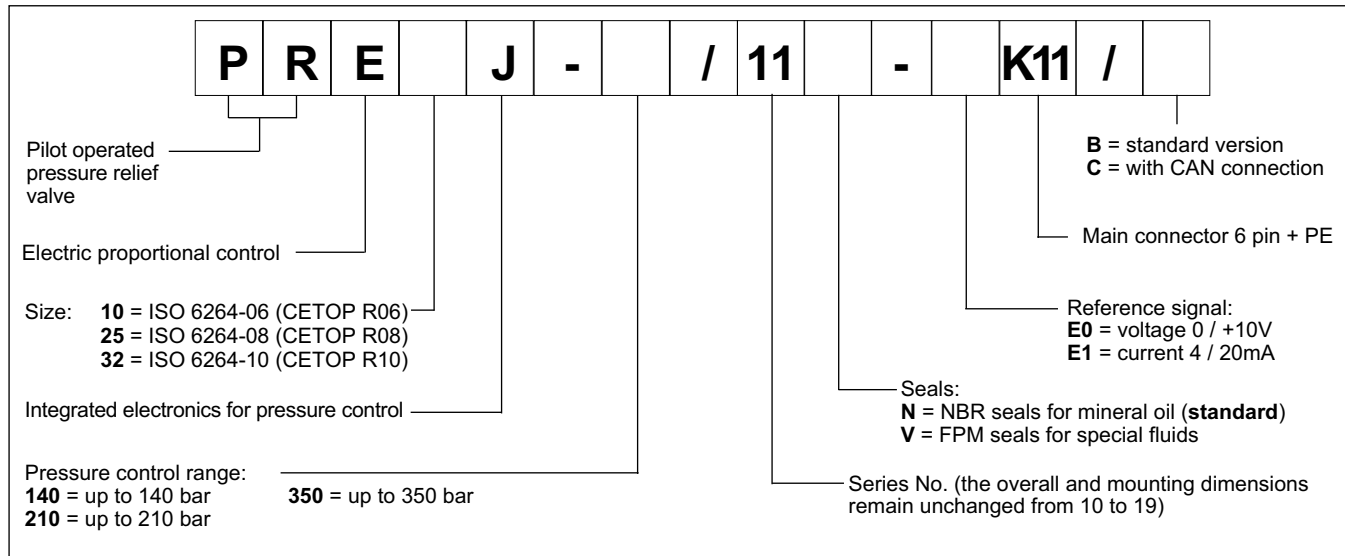 P R E J - / 11 - K11 /
Pilot operated
pressure relief
valve
Electric proportional control
Size: 10 = ISO 6264-06 (CETOP R06)
25 = ISO 6264-08 (CETOP R08)
32 = ISO 6264-10 (CETOP R10)
Integrated electronics for pressure control
Pressure control range:
140 = up to 140 bar 350 = up to 350 bar
210 = up to 210 bar
B = standard version
C = with CAN connection
Main connector 6 pin + PE
Reference signal:
E0 = voltage 0 / +10V
E1 = current 4 / 20mA
Seals:
N = NBR seals for mineral oil (standard)
V = FPM seals for special fluids
Series No. (the overall and mounting dimensions
remain unchanged from 10 to 19)